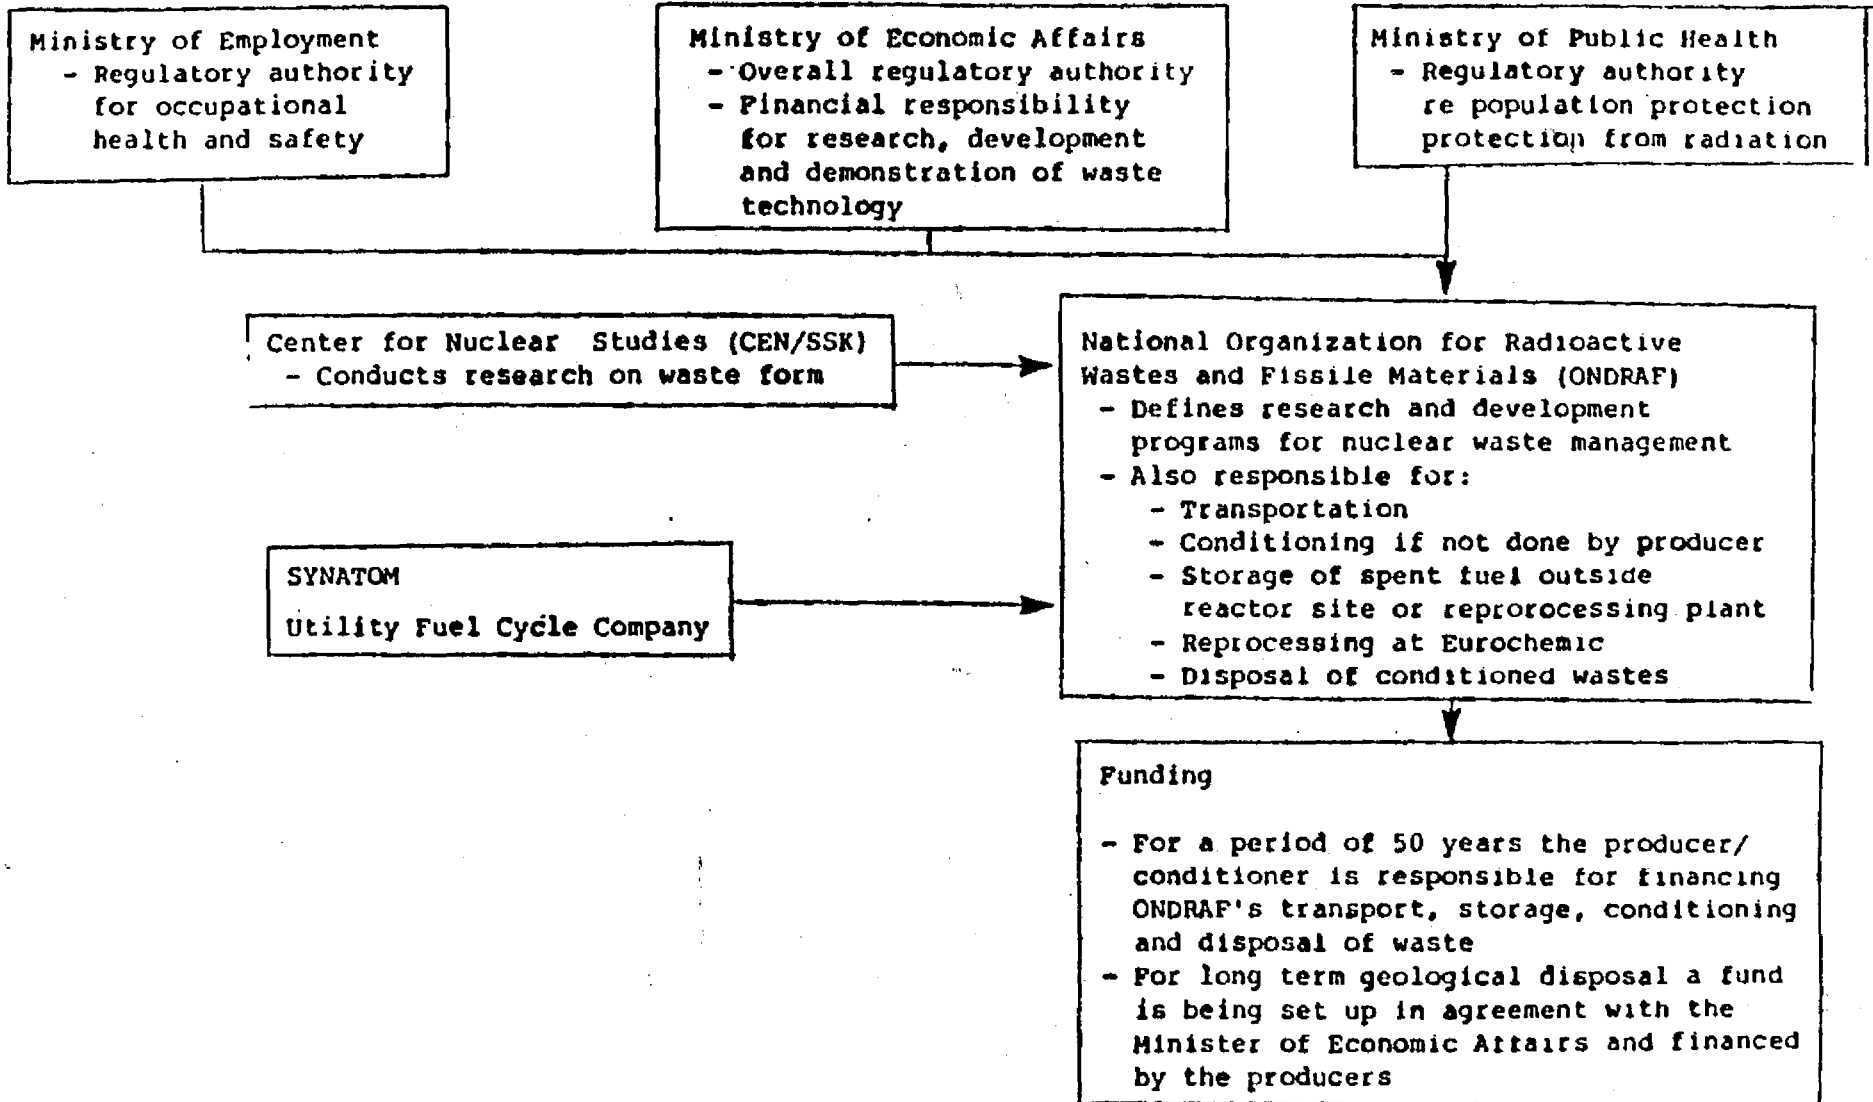 Ministry of Employment
- Regulatory authority
for occupational
health and safety
Ministry of Economic Affairs
- Overall regulatory authority
- Financial responsibility
for research, development
and demonstration of waste
technology
Ministry of Public Health
- Regulatory authority
re population protection
protection from radiation
Center for Nuclear Studies (CEN/SSK)
- Conducts research on waste form
National Organization for Radioactive
Wastes and Fissile Materials (ONDRAF)
- Defines research and development
programs for nuclear waste management
- Also responsible for:
- Transportation
- Conditioning if not done by producer
- Storage of spent fuel outside
reactor site or reprorocessing plant
- Reprocessing at Eurochemic
- Disposal of conditioned wastes
SYNATOM
Utility Fuel Cycle Company
Funding
- For a period of 50 years the producer/
conditioner is responsible for financing
ONDRAF's transport, storage, conditioning
and disposal of waste
- For long term geological disposal a fund
is being set up in agreement with the
Minister of Economic Affairs and financed
by the producers